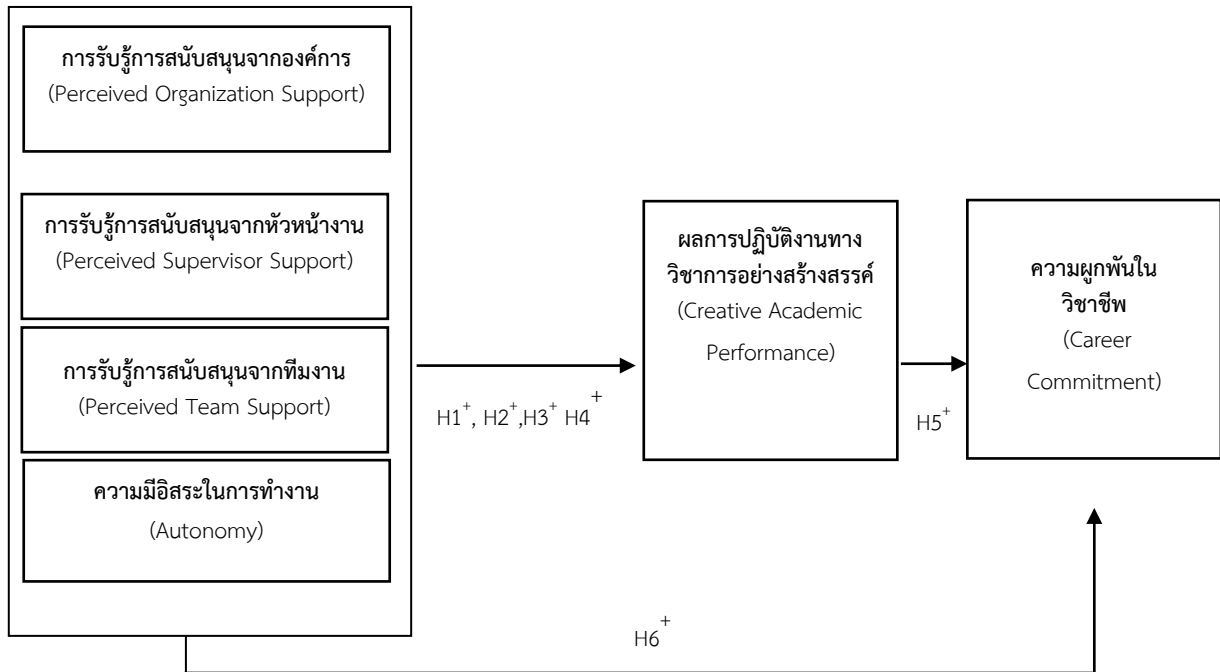 การรับรู้การสนับสนุนจากองค์การ
(Perceived Organization Support)
การรับรู้การสนับสนุนจากหัวหน้างาน
(Perceived Supervisor Support)
การรับรู้การสนับสนุนจากทีมงาน
(Perceived Team Support)
ความมีอิสระในการทำงาน
(Autonomy)
H1⁺, H2⁺,H3⁺ H4⁺
ผลการปฏิบัติงานทาง
วิชาการอย่างสร้างสรรค์
(Creative Academic
Performance)
H5⁺
ความผูกพันใน
วิชาชีพ
(Career
Commitment)
H6⁺